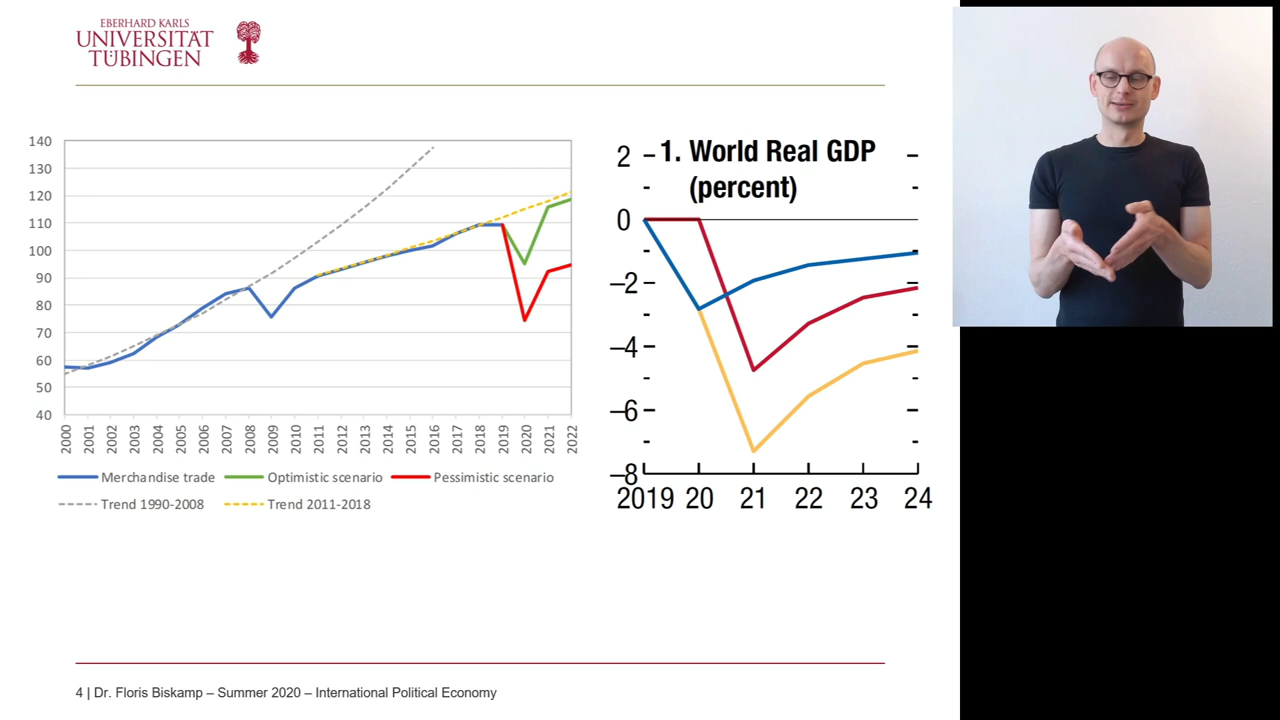 EBERHARD KARLS
UNIVERSITÄT
TÜBINGEN
140
130
120
110
100
90
80
70
60
50
40
2000 2001 2002 2003 2004 2005 2006 2007 2008 2009 2010 2011 2012 2013 2014 2015 2016 2017 2018 2019 2020 2021 2022
Merchandise trade Optimistic scenario Pessimistic scenario
Trend 1990-2008 Trend 2011-2018
1. World Real GDP
(percent)
2
0
–2
–4
–6
–8
2019 20 21 22 23 24
4 | Dr. Floris Biskamp – Summer 2020 – International Political Economy